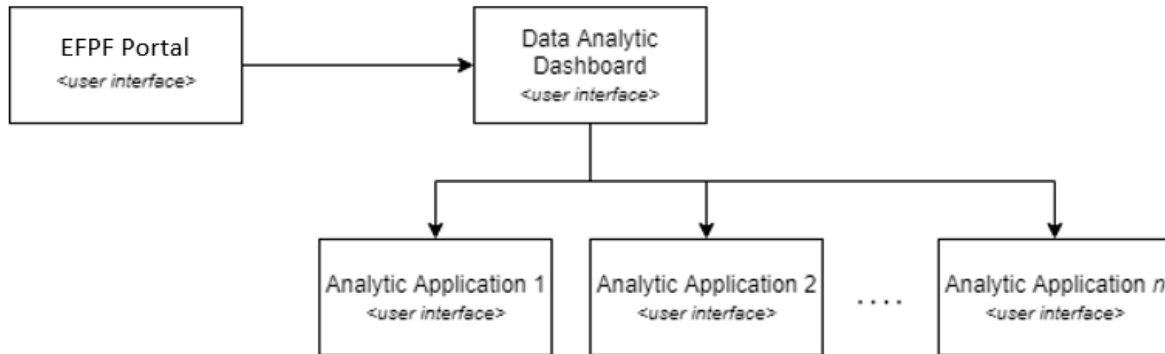 EFPF Portal
<user interface>
Data Analytic
Dashboard
<user interface>
Analytic Application 1
<user interface>
Analytic Application 2
<user interface>
....
Analytic Application n
<user interface>